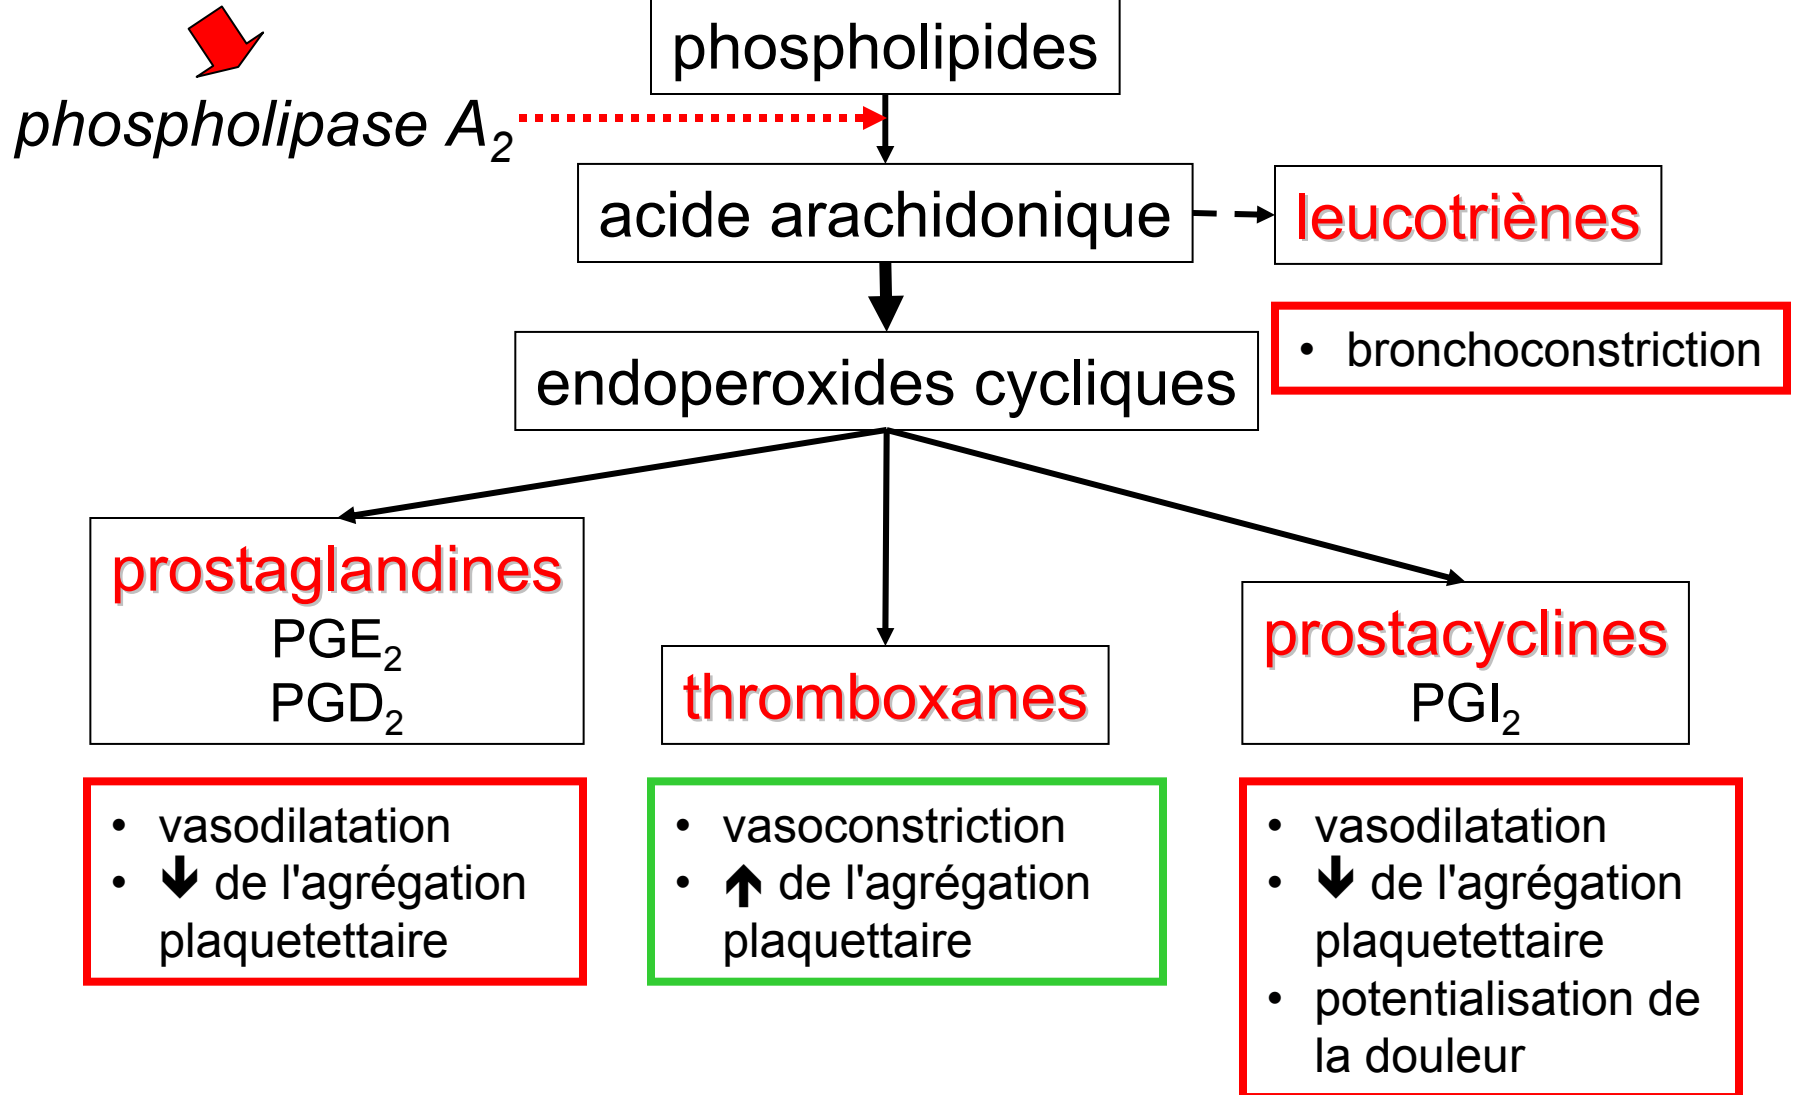 phospholipides
phospholipase A₂
acide arachidonique
leucotriènes
• bronchoconstriction
endoperoxides cycliques
prostaglandines
PGE₂
PGD₂
thromboxanes
prostacyclines
PGI₂
• vasodilatation
• 🡻 de l'agrégation
plaquetettaire
• vasoconstriction
• 🡹 de l'agrégation
plaquettaire
• vasodilatation
• 🡻 de l'agrégation
plaquetettaire
• potentialisation de
la douleur